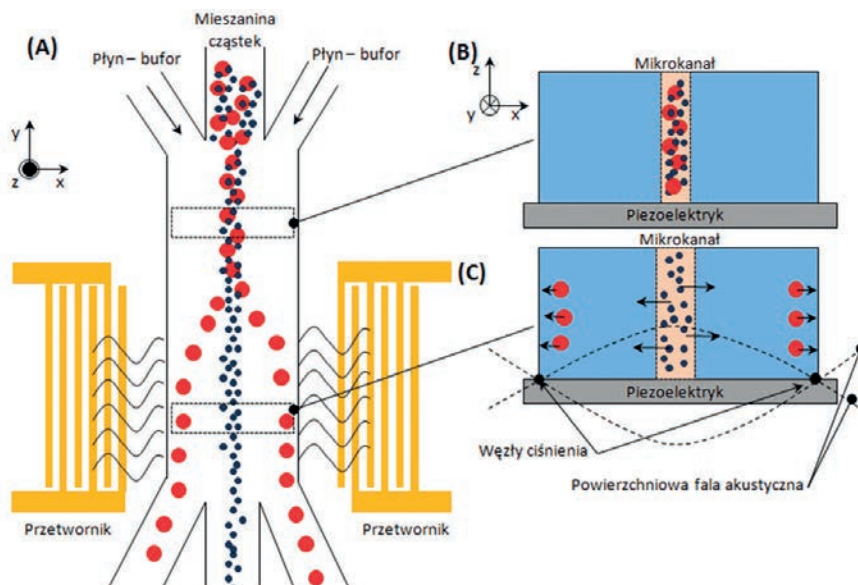 (A)
Mieszanina
cząstek
Płyn – bufor
Płyn – bufor
y
z
x
Przetwornik
Przetwornik
(B)
z
y
x
Mikrokanał
Piezoelektryk
Mikrokanał
(C)
Piezoelektryk
Węzły ciśnienia
Powierzchniowa fala akustyczna